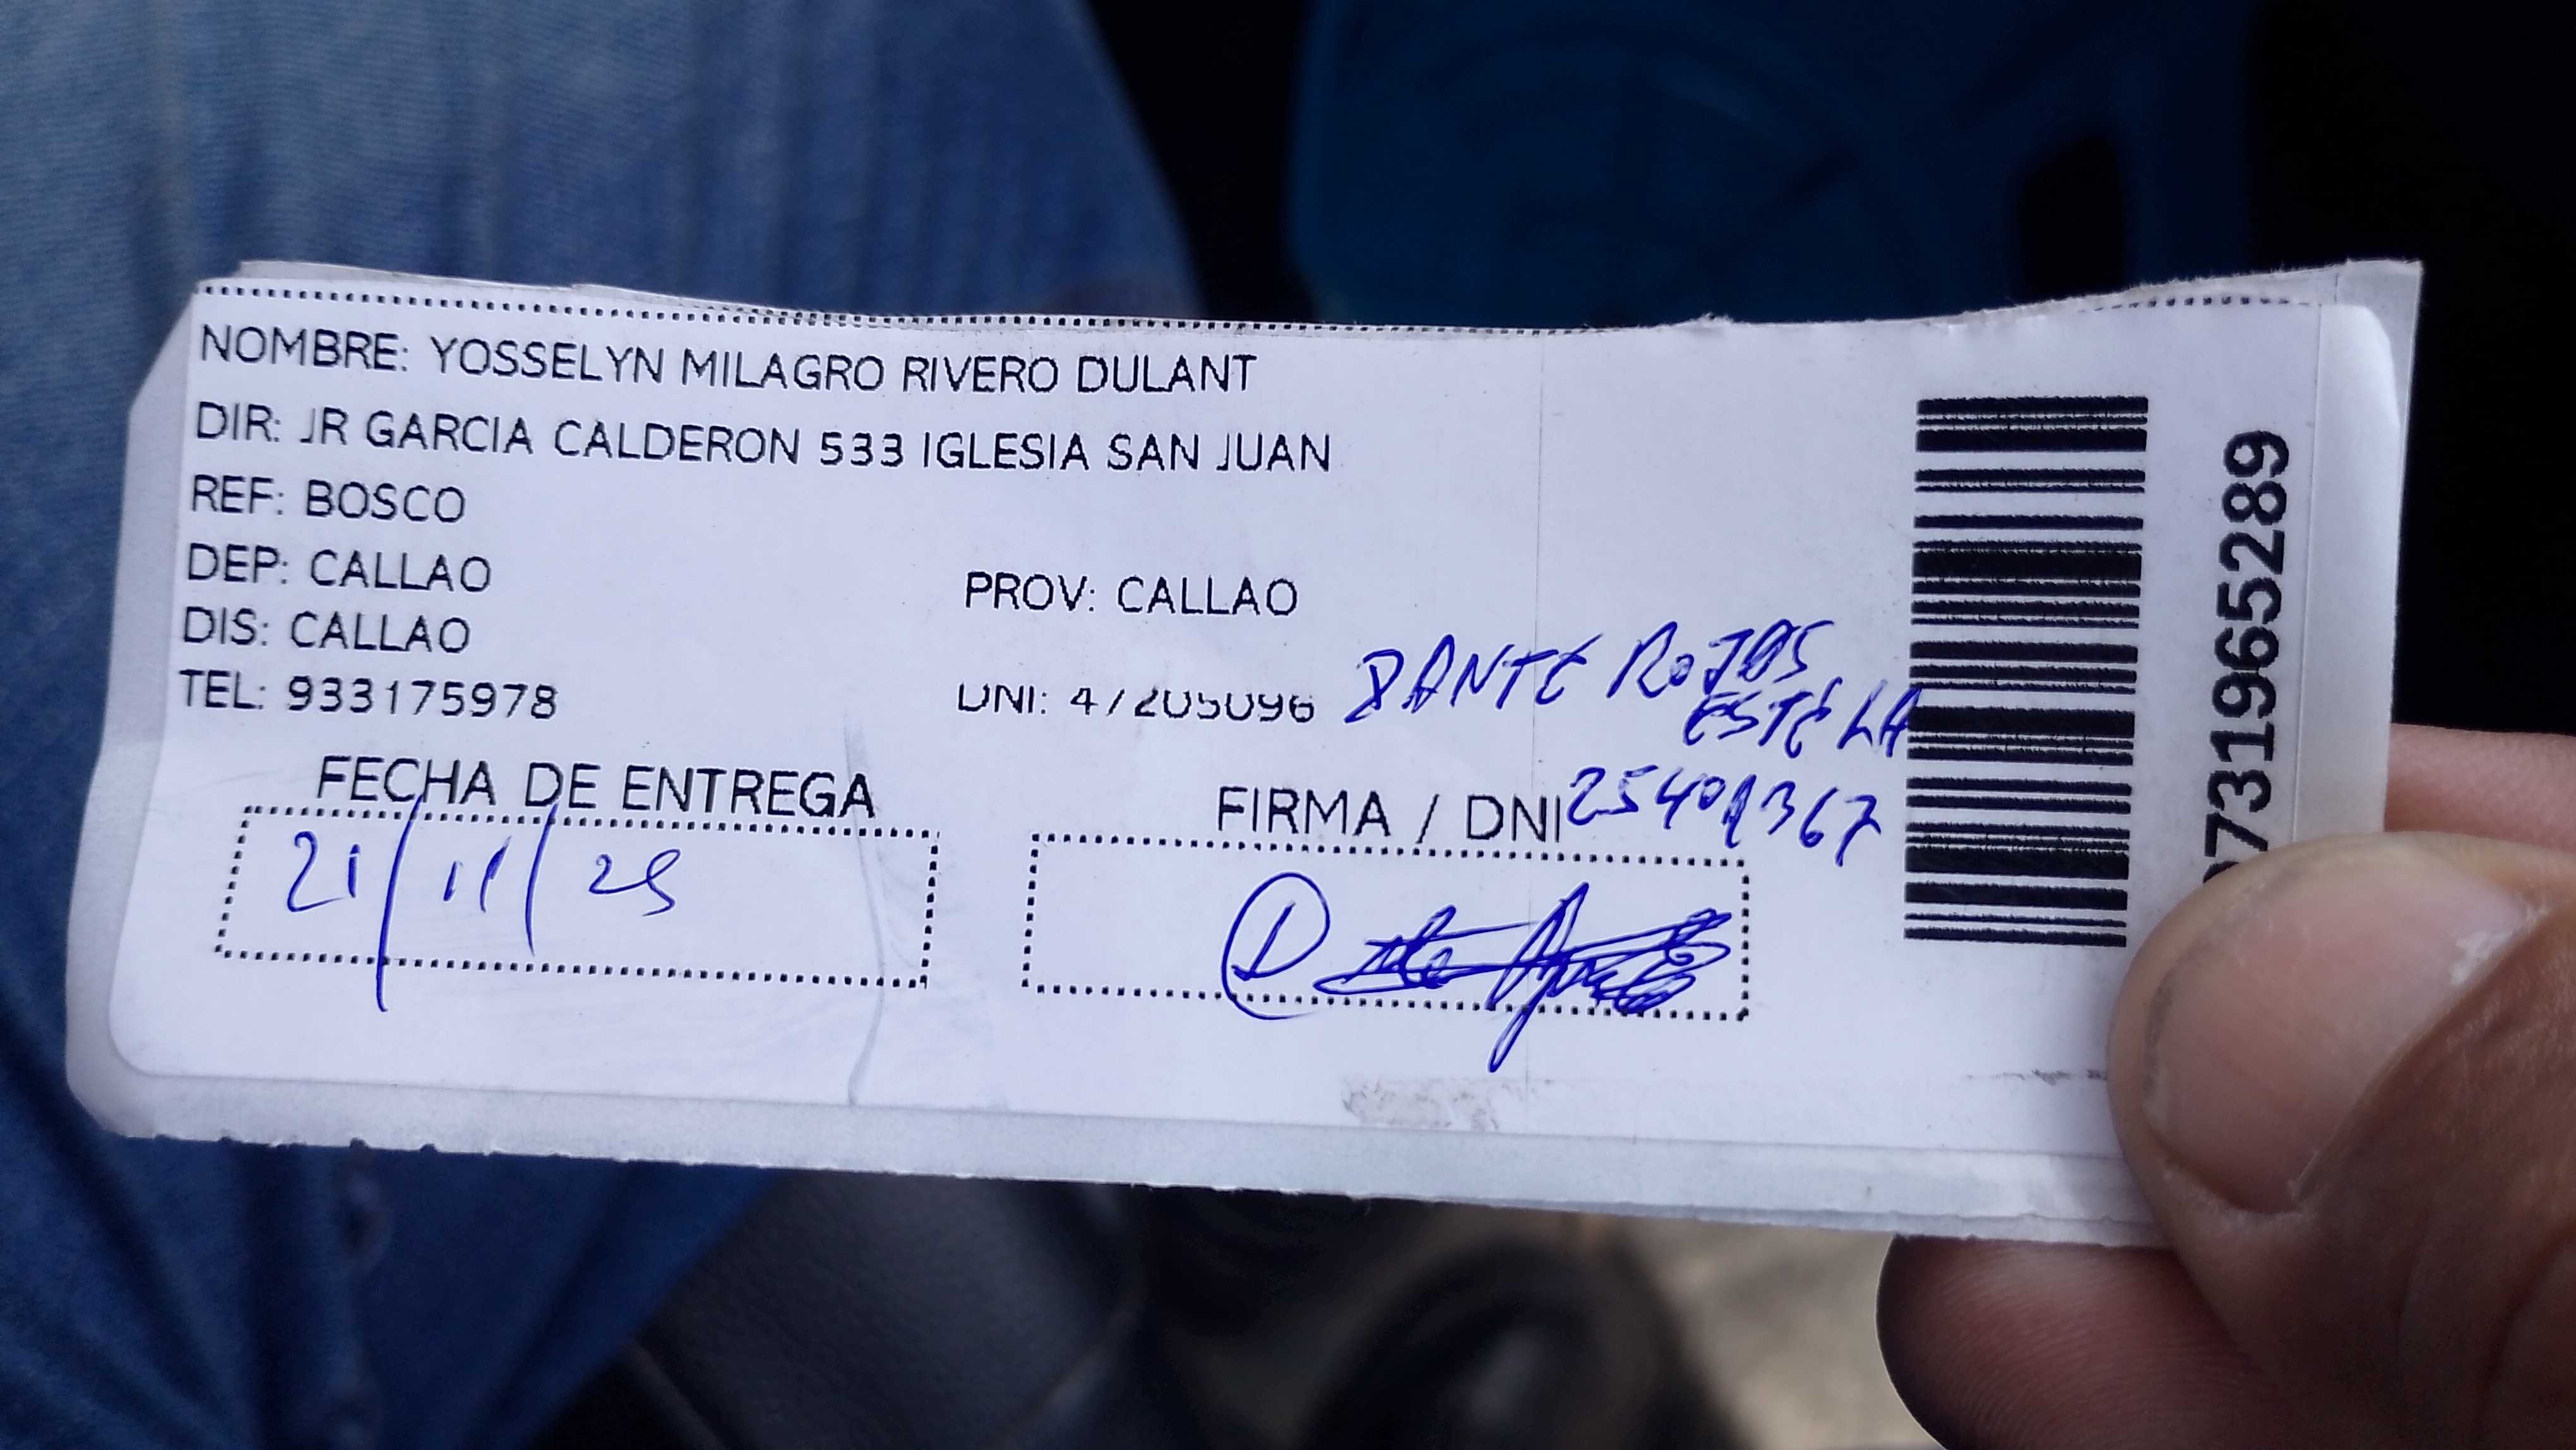 NOMBRE: YOSSELYN MILAGRO RIVERO DULANT
DIR: JR GARCIA CALDERON 533 IGLESIA SAN JUAN
REF: BOSCO
DEP: CALLAO
PROV: CALLAO
DIS: CALLAO
TEL: 933175978
DNI: 47205096
DANTE ROJAS
ESTELA
FECHA DE ENTREGA
21/11/25
FIRMA / DNI
731965289